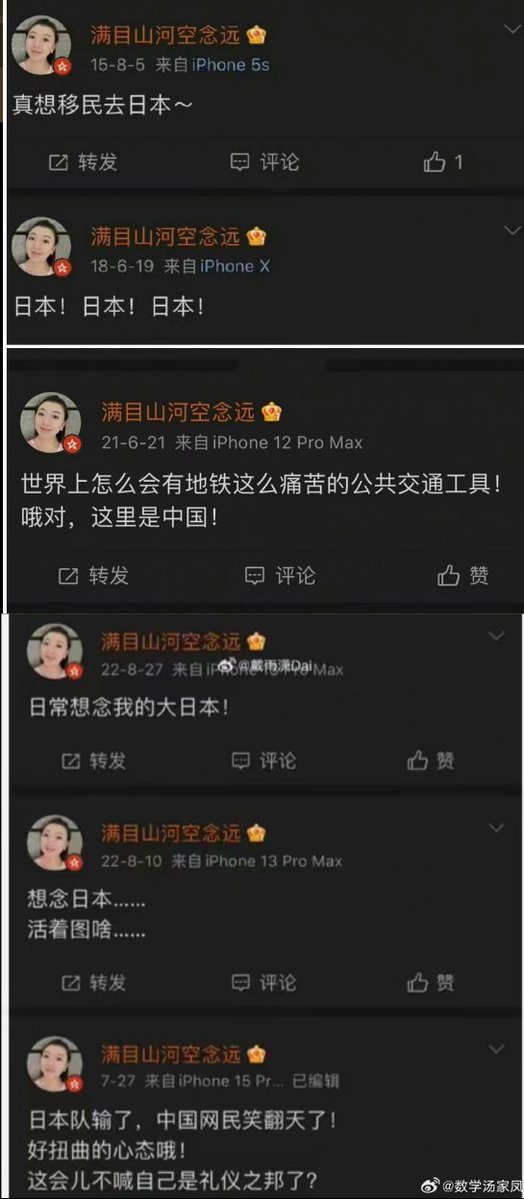 满目山河空念远
15-8-5 来自iPhone 5s
真想移民去日本～
转发 评论 1
满目山河空念远
18-6-19 来自iPhone X
日本！日本！日本！
满目山河空念远
21-6-21 来自iPhone 12 Pro Max
世界上怎么会有地铁这么痛苦的公共交通工具！
哦对，这里是中国！
转发 评论 赞
满目山河空念远
22-8-27 来自iPhone 13 Pro Max
@戴雨潇Dai
日常想念我的大日本！
转发 评论 赞
满目山河空念远
22-8-10 来自iPhone 13 Pro Max
想念日本……
活着图啥……
转发 评论 赞
满目山河空念远
7-27 来自iPhone 15 Pr... 已编辑
日本队输了，中国网民笑翻天了！
好扭曲的心态哦！
这会儿不喊自己是礼仪之邦了？
@数学汤家凤